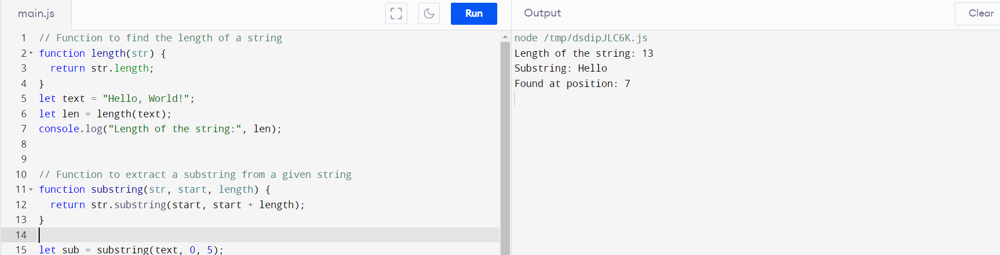 main.js
Run
1 // Function to find the length of a string
2 function length(str) {
3   return str.length;
4 }
5 let text = "Hello, World!";
6 let len = length(text);
7 console.log("Length of the string:", len);
8
9
10 // Function to extract a substring from a given string
11 function substring(str, start, length) {
12   return str.substring(start, start + length);
13 }
14
15 let sub = substring(text, 0, 5);
Output
Clear
node /tmp/dsdipJLC6K.js
Length of the string: 13
Substring: Hello
Found at position: 7